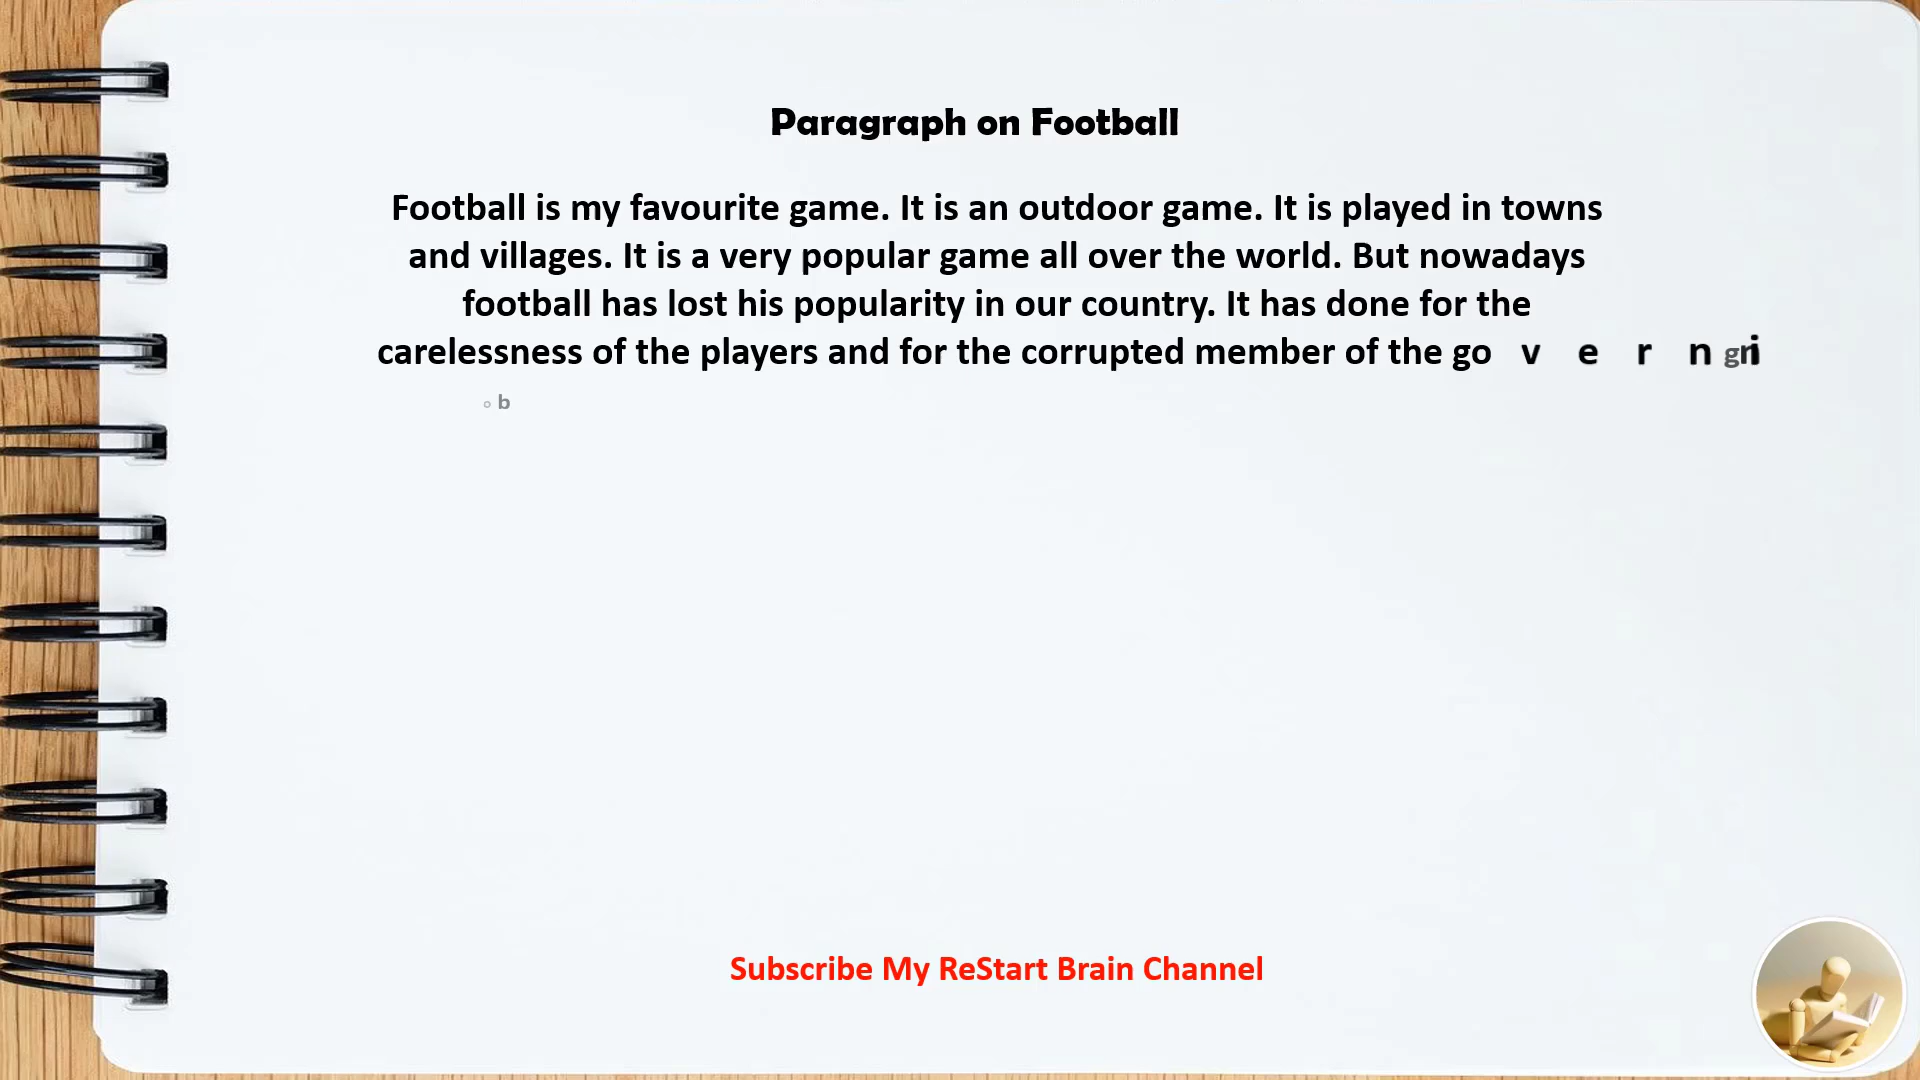 Paragraph on Football
Football is my favourite game. It is an outdoor game. It is played in towns
and villages. It is a very popular game all over the world. But nowadays
football has lost his popularity in our country. It has done for the
carelessness of the players and for the corrupted member of the go v e r n
b
Subscribe My ReStart Brain Channel